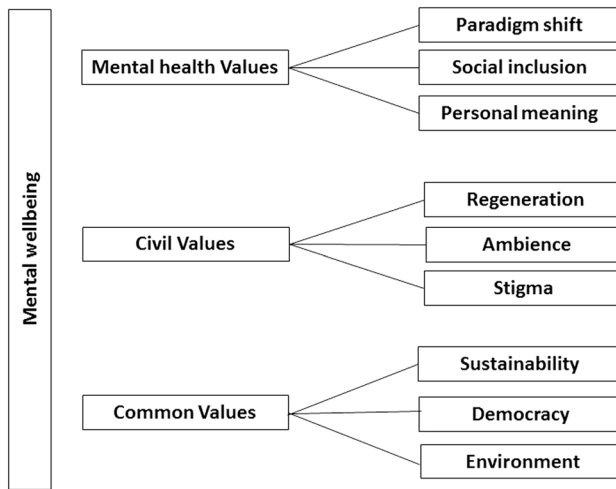 Mental wellbeing
Mental health Values
Paradigm shift
Social inclusion
Personal meaning
Civil Values
Regeneration
Ambience
Stigma
Common Values
Sustainability
Democracy
Environment